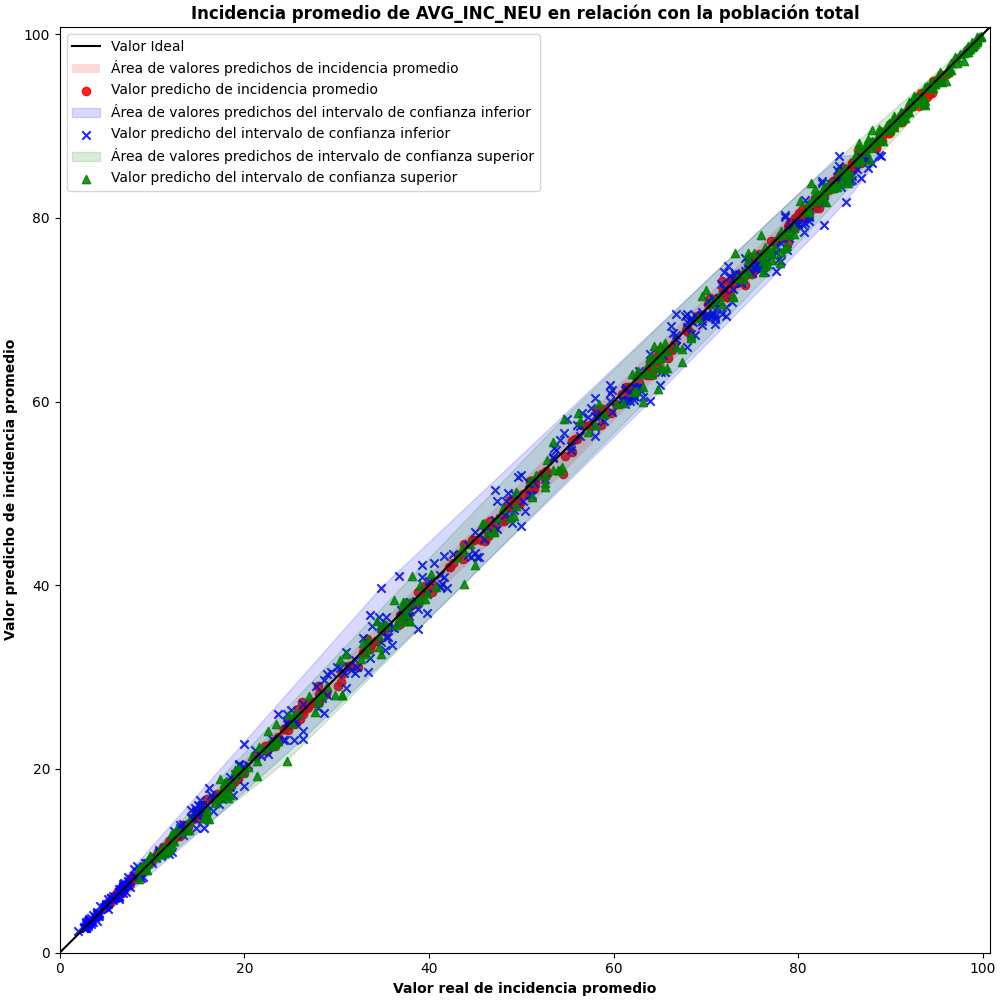 Incidencia promedio de AVG_INC_NEU en relación con la población total
Valor Ideal
Área de valores predichos de incidencia promedio
Valor predicho de incidencia promedio
Área de valores predichos del intervalo de confianza inferior
Valor predicho del intervalo de confianza inferior
Área de valores predichos de intervalo de confianza superior
Valor predicho del intervalo de confianza superior
Valor predicho de incidencia promedio
100
80
60
40
20
0
0 20 40 60 80 100
Valor real de incidencia promedio